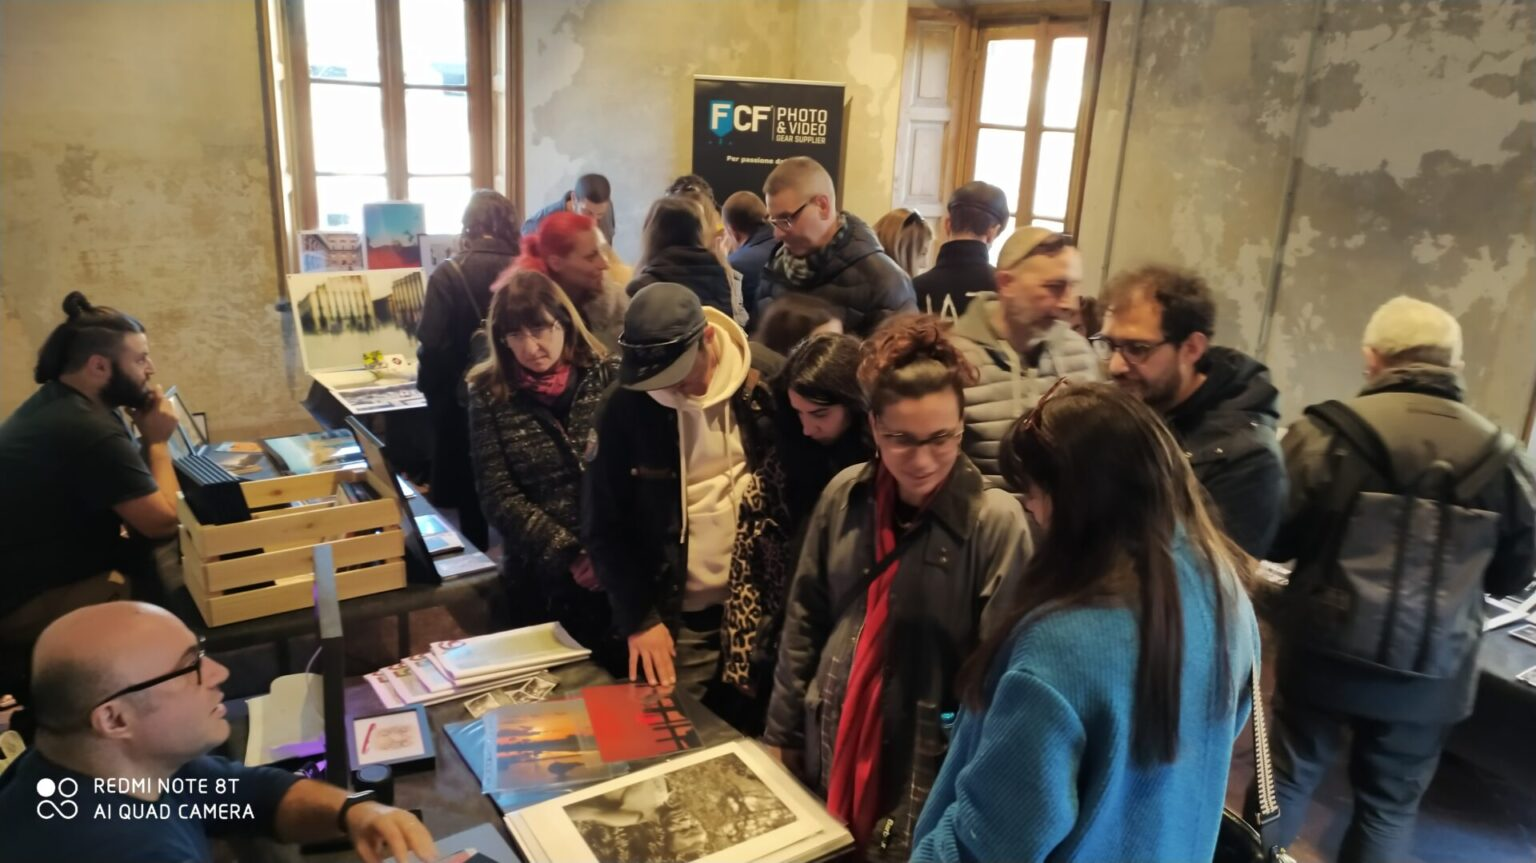 FCF PHOTO
& VIDEO
GEAR SUPPLIER
Per passione
REDMI NOTE 8T
AI QUAD CAMERA